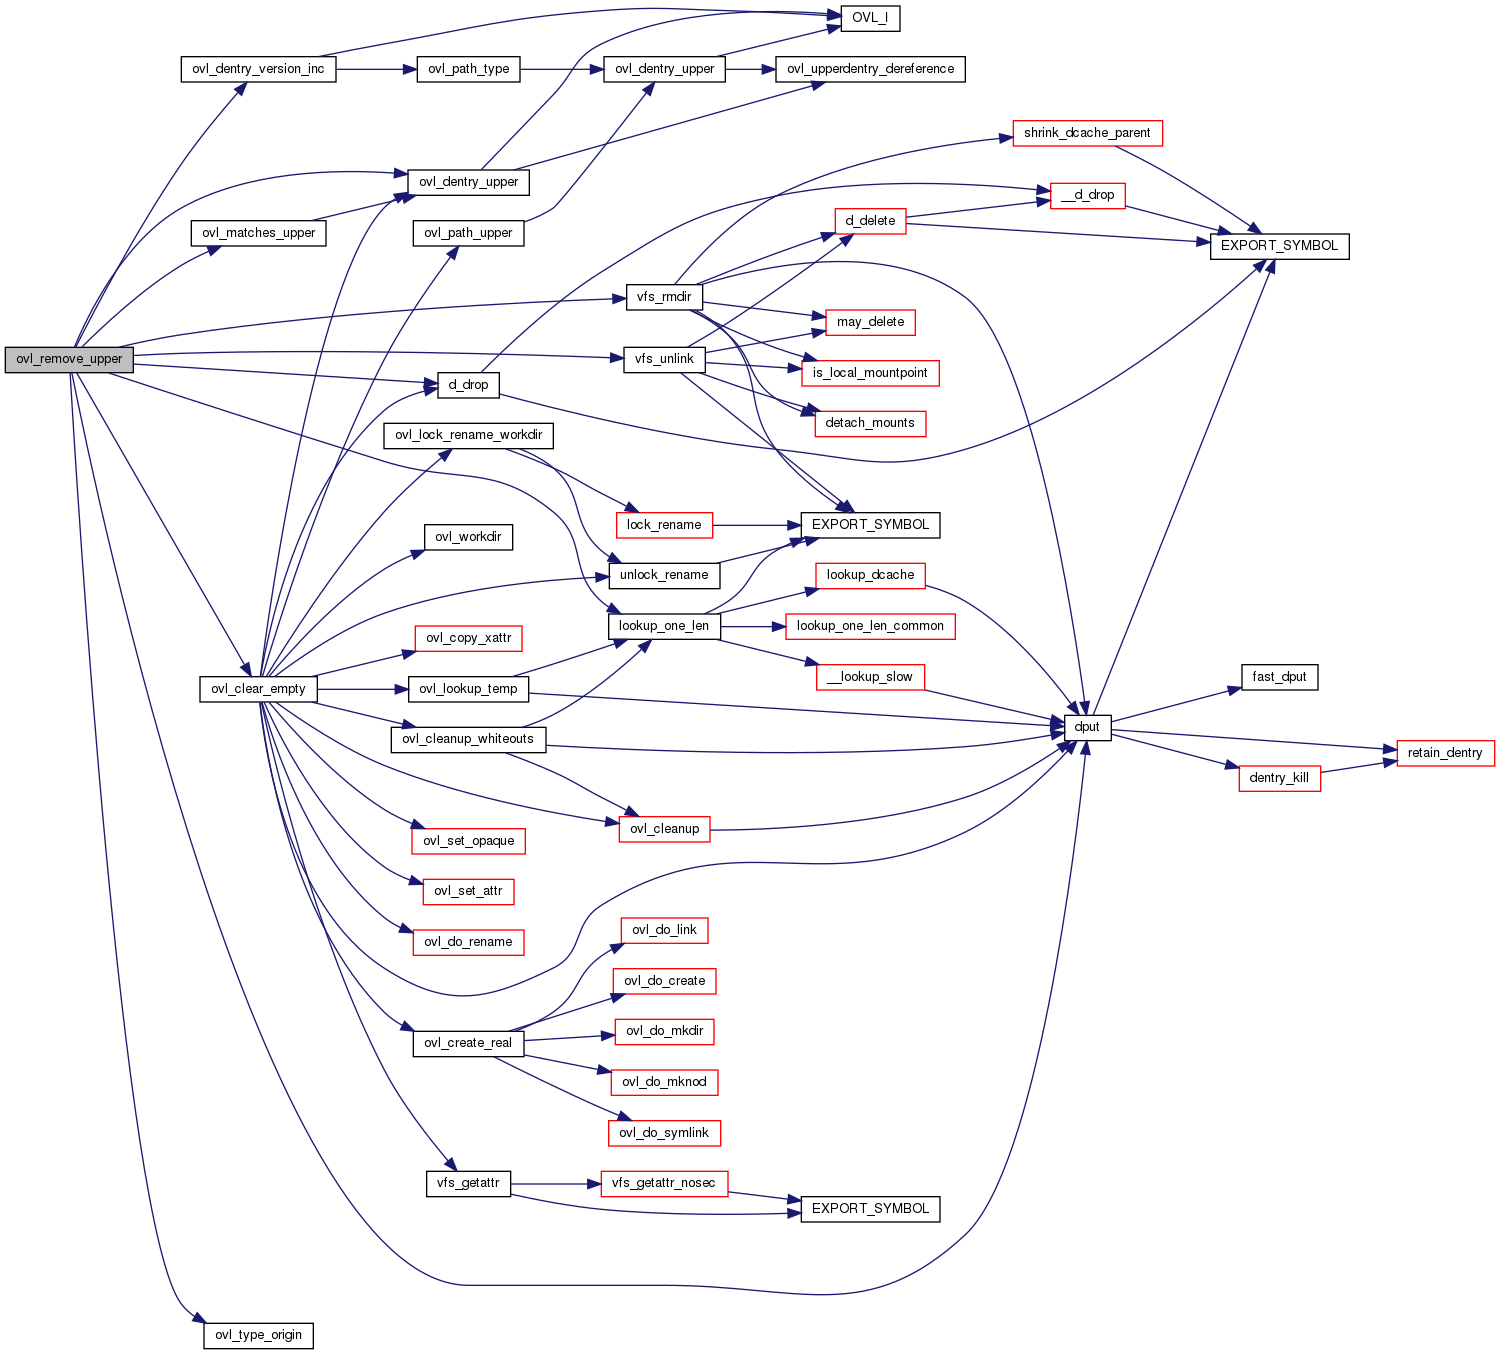 OVL_I
ovl_dentry_version_inc
ovl_path_type
ovl_dentry_upper
ovl_upperdentry_dereference
shrink_dcache_parent
ovl_dentry_upper
__d_drop
d_delete
ovl_matches_upper
ovl_path_upper
EXPORT_SYMBOL
vfs_rmdir
may_delete
ovl_remove_upper
vfs_unlink
is_local_mountpoint
d_drop
detach_mounts
ovl_lock_rename_workdir
lock_rename
EXPORT_SYMBOL
ovl_workdir
unlock_rename
lookup_dcache
lookup_one_len
lookup_one_len_common
ovl_copy_xattr
__lookup_slow
fast_dput
ovl_clear_empty
ovl_lookup_temp
dput
ovl_cleanup_whiteouts
retain_dentry
dentry_kill
ovl_cleanup
ovl_set_opaque
ovl_set_attr
ovl_do_link
ovl_do_rename
ovl_do_create
ovl_do_mkdir
ovl_create_real
ovl_do_mknod
ovl_do_symlink
vfs_getattr
vfs_getattr_nosec
EXPORT_SYMBOL
ovl_type_origin